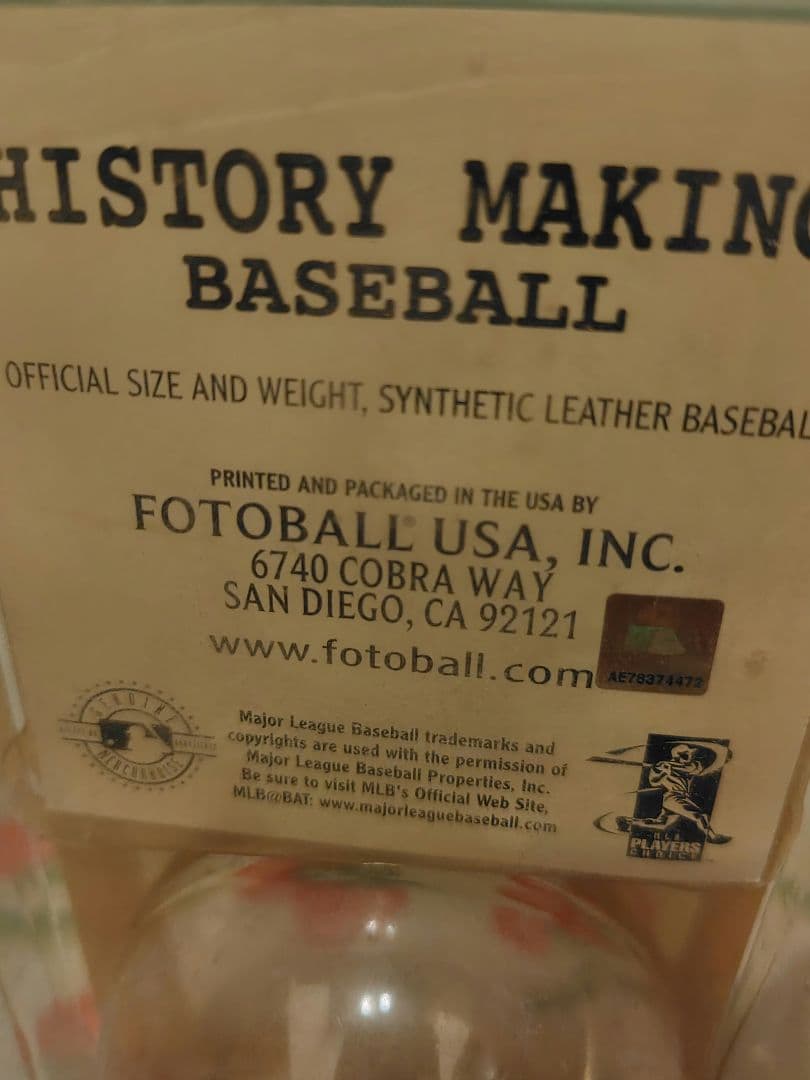 HISTORY MAKING
BASEBALL
OFFICIAL SIZE AND WEIGHT, SYNTHETIC LEATHER BASEBAL
PRINTED AND PACKAGED IN THE USA BY
FOTOBALL® USA, INC.
6740 COBRA WAY
SAN DIEGO, CA 92121
www.fotoball.com
AE78374472
GENUINE
MERCHANDISE
Major League Baseball trademarks and
copyrights are used with the permission of
Major League Baseball Properties, Inc.
Be sure to visit MLB's Official Web Site,
MLB@BAT: www.majorleaguebaseball.com
PLAYERS
CHOICE